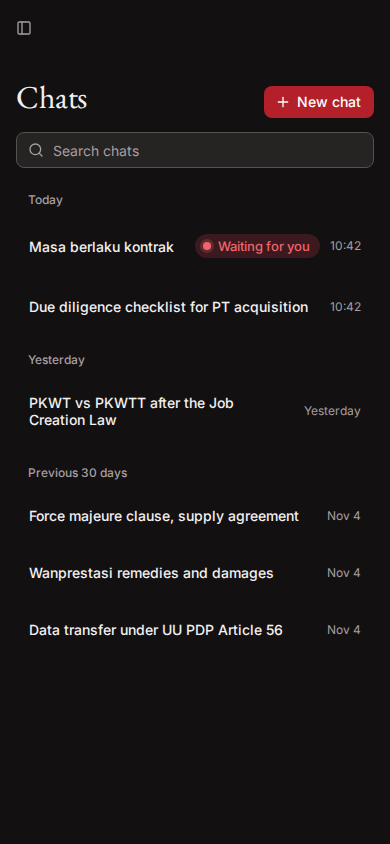 Chats
New chat
Search chats
Today
Masa berlaku kontrak Waiting for you 10:42
Due diligence checklist for PT acquisition 10:42
Yesterday
PKWT vs PKWTT after the Job
Creation Law Yesterday
Previous 30 days
Force majeure clause, supply agreement Nov 4
Wanprestasi remedies and damages Nov 4
Data transfer under UU PDP Article 56 Nov 4